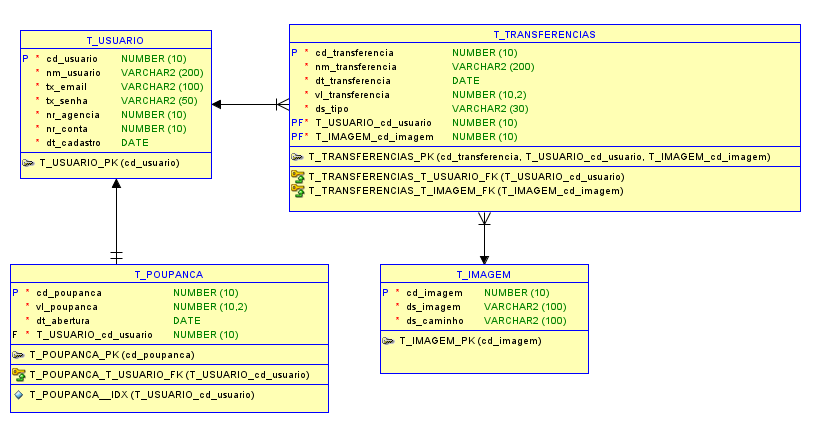 T_USUARIO
P * cd_usuario NUMBER (10)
* nm_usuario VARCHAR2 (200)
* tx_email VARCHAR2 (100)
* tx_senha VARCHAR2 (50)
* nr_agencia NUMBER (10)
* nr_conta NUMBER (10)
* dt_cadastro DATE
T_USUARIO_PK (cd_usuario)
T_TRANSFERENCIAS
P * cd_transferencia NUMBER (10)
* nm_transferencia VARCHAR2 (200)
* dt_transferencia DATE
* vl_transferencia NUMBER (10,2)
* ds_tipo VARCHAR2 (30)
PF* T_USUARIO_cd_usuario NUMBER (10)
PF* T_IMAGEM_cd_imagem NUMBER (10)
T_TRANSFERENCIAS_PK (cd_transferencia, T_USUARIO_cd_usuario, T_IMAGEM_cd_imagem)
T_TRANSFERENCIAS_T_USUARIO_FK (T_USUARIO_cd_usuario)
T_TRANSFERENCIAS_T_IMAGEM_FK (T_IMAGEM_cd_imagem)
T_POUPANCA
P * cd_poupanca NUMBER (10)
* vl_poupanca NUMBER (10,2)
* dt_abertura DATE
F * T_USUARIO_cd_usuario NUMBER (10)
T_POUPANCA_PK (cd_poupanca)
T_POUPANCA_T_USUARIO_FK (T_USUARIO_cd_usuario)
T_POUPANCA__IDX (T_USUARIO_cd_usuario)
T_IMAGEM
P * cd_imagem NUMBER (10)
* ds_imagem VARCHAR2 (100)
* ds_caminho VARCHAR2 (100)
T_IMAGEM_PK (cd_imagem)